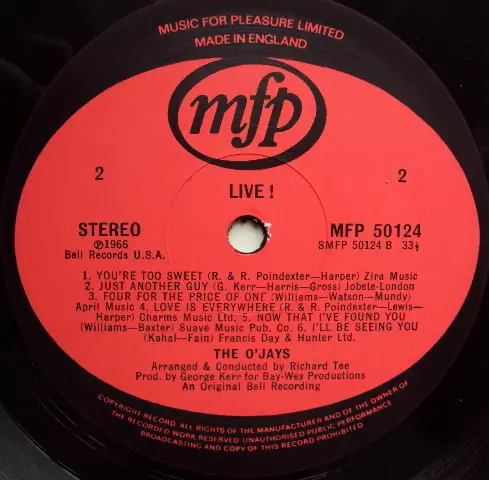 MUSIC FOR PLEASURE LIMITED
MADE IN ENGLAND
mfp
2 2
LIVE !
STEREO MFP 50124
℗1966 SMFP 50124 B 33⅓
Bell Records U.S.A.
1. YOU'RE TOO SWEET (R. & R. Poindexter—Harper) Zira Music
2. JUST ANOTHER GUY (G. Kerr—Harris—Gross) Jobete-London
3. FOUR FOR THE PRICE OF ONE (Williams—Watson—Mundy)
April Music 4. LOVE IS EVERYWHERE (R. & R. Poindexter—Lewis—
Harper) Charms Music Ltd. 5. NOW THAT I'VE FOUND YOU
(Williams—Baxter) Suave Music Pub. Co. 6. I'LL BE SEEING YOU
(Kahal—Fain) Francis Day & Hunter Ltd.
THE O'JAYS
Arranged & Conducted by Richard Tee
Prod. by George Kerr for Bay-Wes Productions
An Original Bell Recording
COPYRIGHT RECORD. ALL RIGHTS OF THE MANUFACTURER AND OF THE OWNER OF
THE RECORDED WORK RESERVED. UNAUTHORISED PUBLIC PERFORMANCE
BROADCASTING AND COPY OF THIS RECORD PROHIBITED